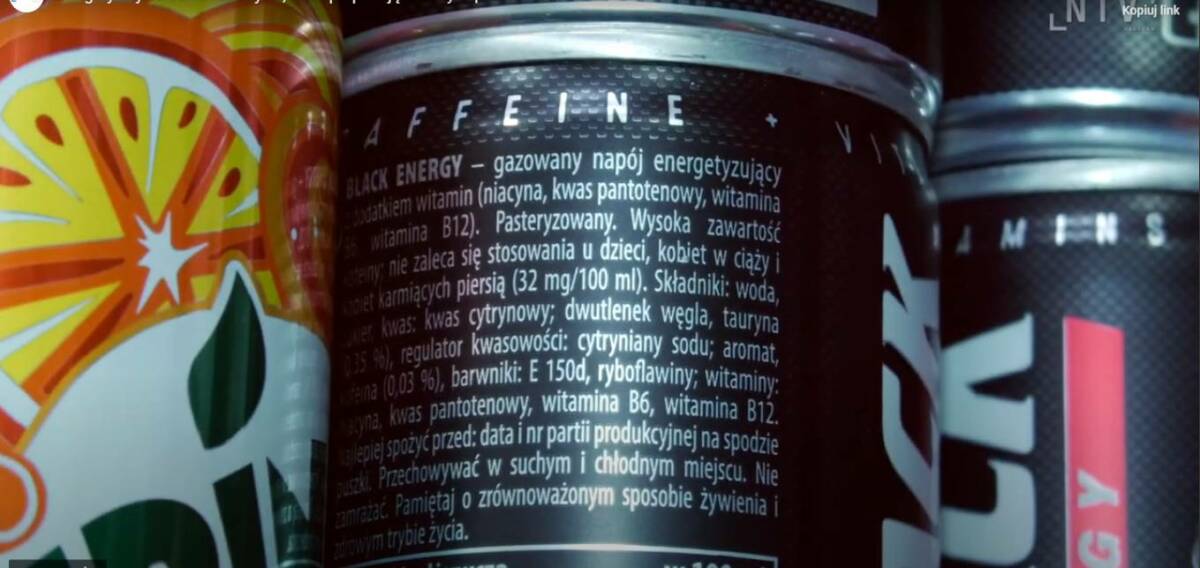 Kopiuj link
AFFEINE + VI
BLACK ENERGY – gazowany napój energetyzujący
dodatkiem witamin (niacyna, kwas pantotenowy, witamina
B6 witamina B12). Pasteryzowany. Wysoka zawartość
nie zaleca się stosowania u dzieci, kobiet w ciąży i
kobiet karmiących piersią (32 mg/100 ml). Składniki: woda,
cukier, kwas: kwas cytrynowy; dwutlenek węgla, tauryna
0,35 %), regulator kwasowości: cytryniany sodu; aromat,
(0,03 %), barwniki: E 150d, ryboflawiny; witaminy:
niacyna, kwas pantotenowy, witamina B6, witamina B12.
Najlepiej spożyć przed: data i nr partii produkcyjnej na spodzie
puszki. Przechowywać w suchym i chłodnym miejscu. Nie
zamrażać. Pamiętaj o zrównoważonym sposobie żywienia i
zdrowym trybie życia.
AMINS
CK
GY